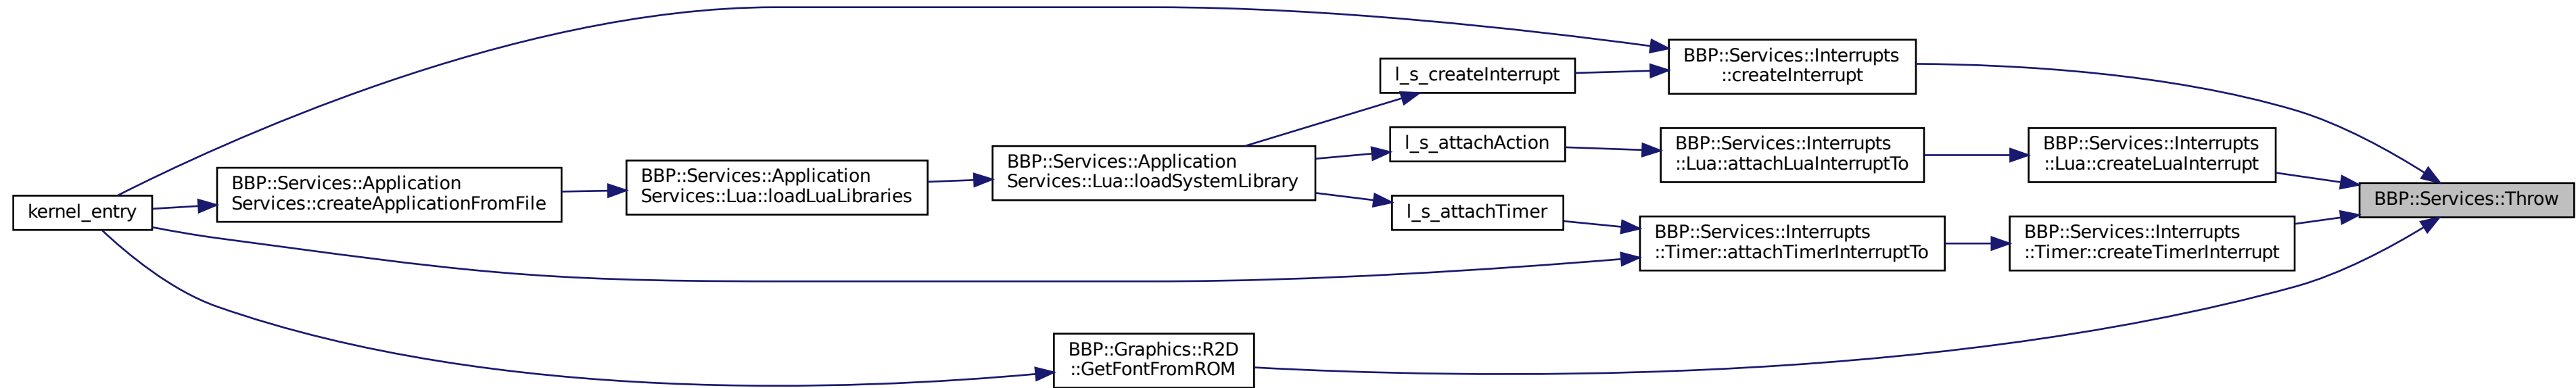 kernel_entry
BBP::Services::Application
Services::createApplicationFromFile
BBP::Services::Application
Services::Lua::loadLuaLibraries
BBP::Services::Application
Services::Lua::loadSystemLibrary
l_s_createInterrupt
l_s_attachAction
l_s_attachTimer
BBP::Graphics::R2D
::GetFontFromROM
BBP::Services::Interrupts
::createInterrupt
BBP::Services::Interrupts
::Lua::attachLuaInterruptTo
BBP::Services::Interrupts
::Timer::attachTimerInterruptTo
BBP::Services::Interrupts
::Lua::createLuaInterrupt
BBP::Services::Interrupts
::Timer::createTimerInterrupt
BBP::Services::Throw